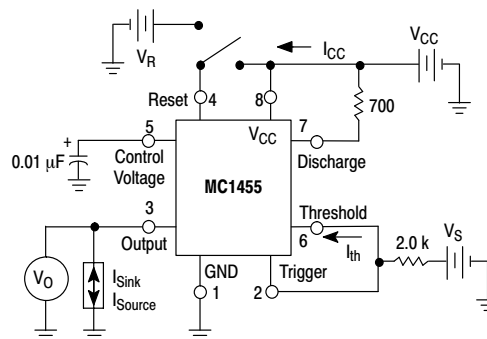 V_R
I_CC
V_CC
Reset
4
8
700
+
0.01 μF
5
Control
Voltage
V_CC
7
Discharge
MC1455
3
Output
Threshold
6
I_th
2.0 k
V_S
V_O
I_Sink
I_Source
GND
1
Trigger
2